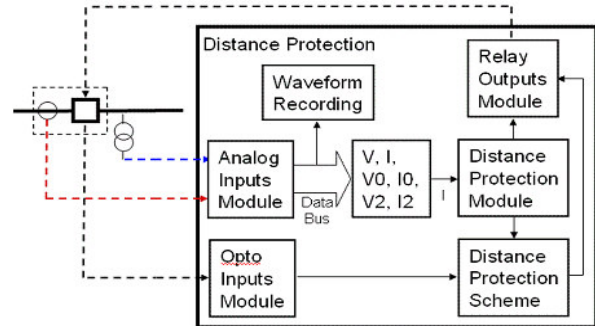 Distance Protection
Relay
Outputs
Module
Waveform
Recording
Analog
Inputs
Module
Data
Bus
V, I,
V0, I0,
V2, I2
I
Distance
Protection
Module
Opto
Inputs
Module
Distance
Protection
Scheme